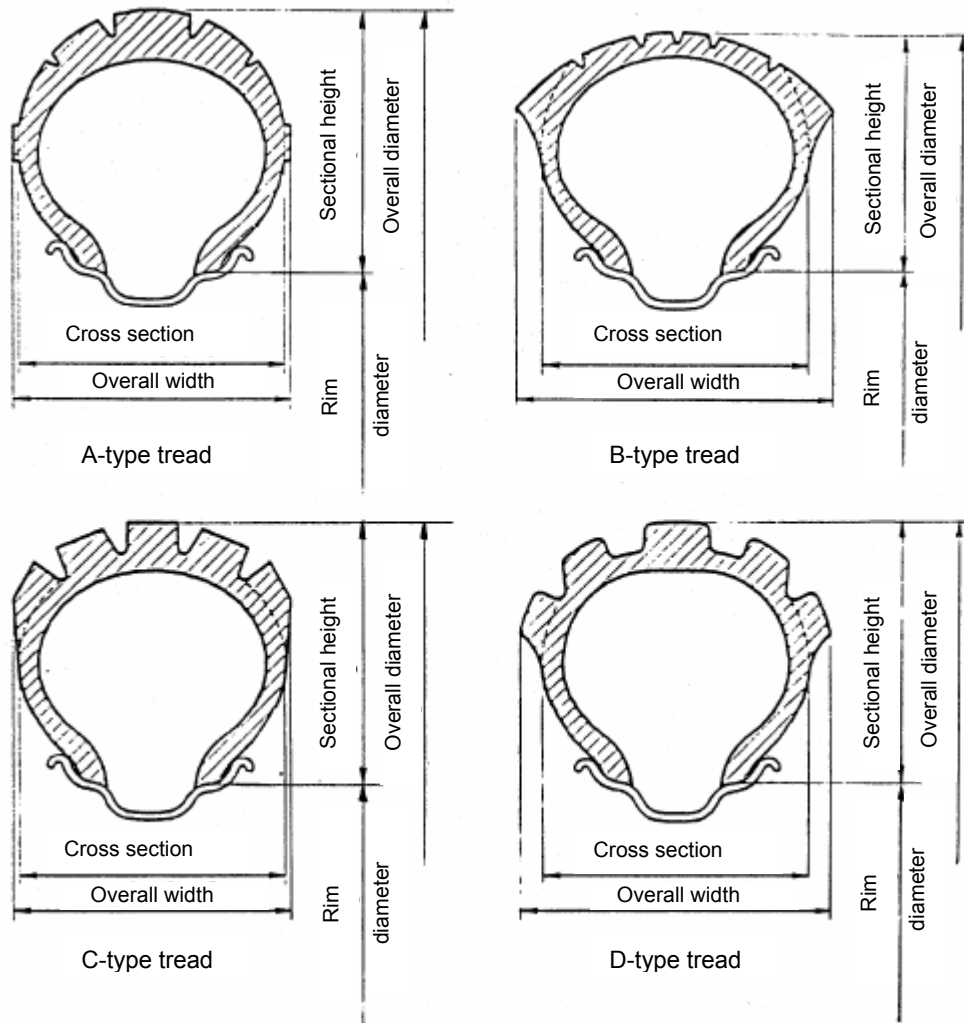 Sectional height
Overall diameter
Cross section
Overall width
Rim
diameter
A-type tread
Sectional height
Overall diameter
Cross section
Overall width
Rim
diameter
B-type tread
Sectional height
Overall diameter
Cross section
Overall width
Rim
diameter
C-type tread
Sectional height
Overall diameter
Cross section
Overall width
Rim
diameter
D-type tread